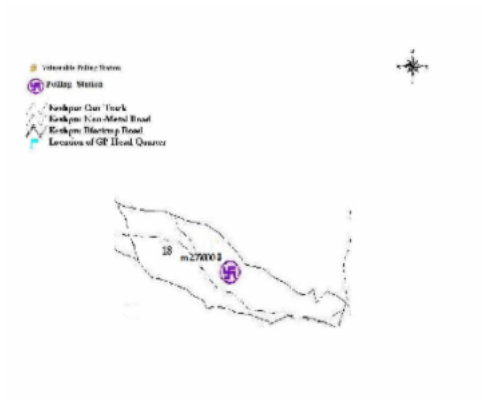 Vulnerable Polling Station
Polling Station
Keshpur Cart Track
Keshpur Non-Metal Road
Keshpur Blacktop Road
Location of GP Head Quarter
18